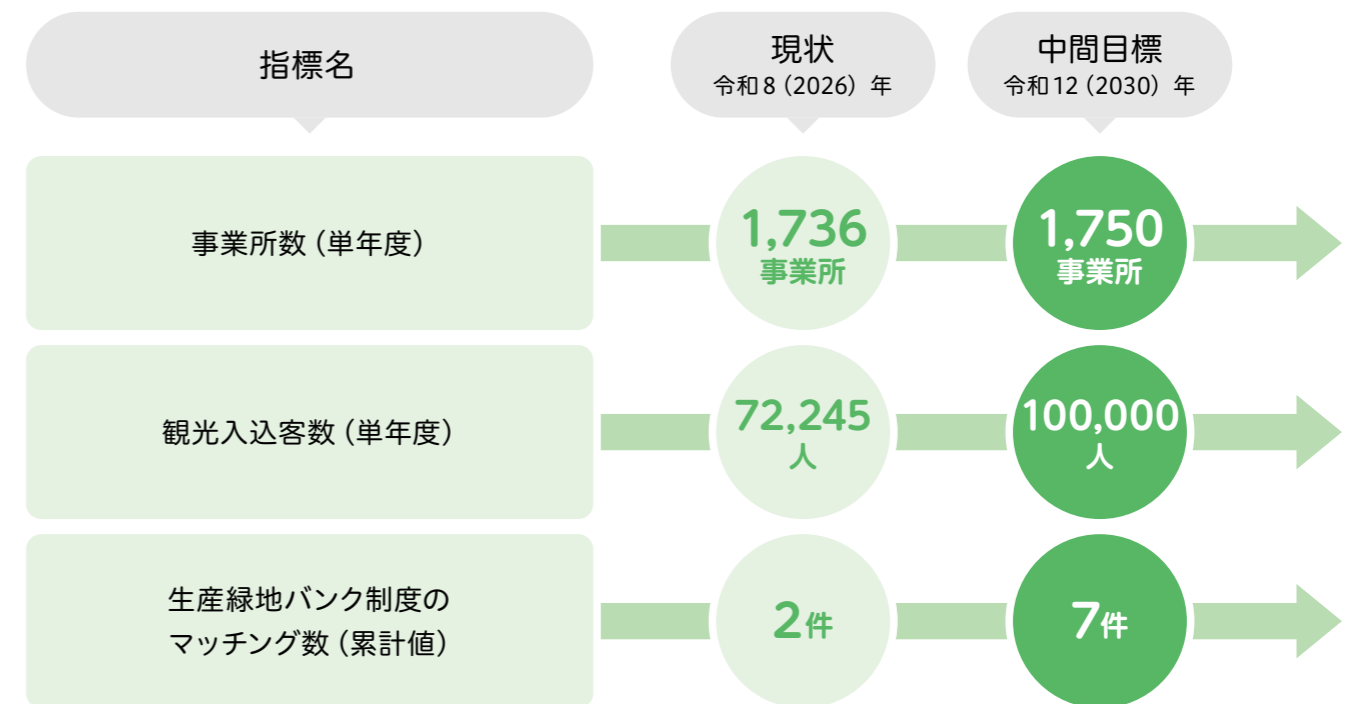 指標名
現状
令和8（2026）年
中間目標
令和12（2030）年
事業所数（単年度）
1,736
事業所
1,750
事業所
観光入込客数（単年度）
72,245
人
100,000
人
生産緑地バンク制度の
マッチング数（累計値）
2件
7件